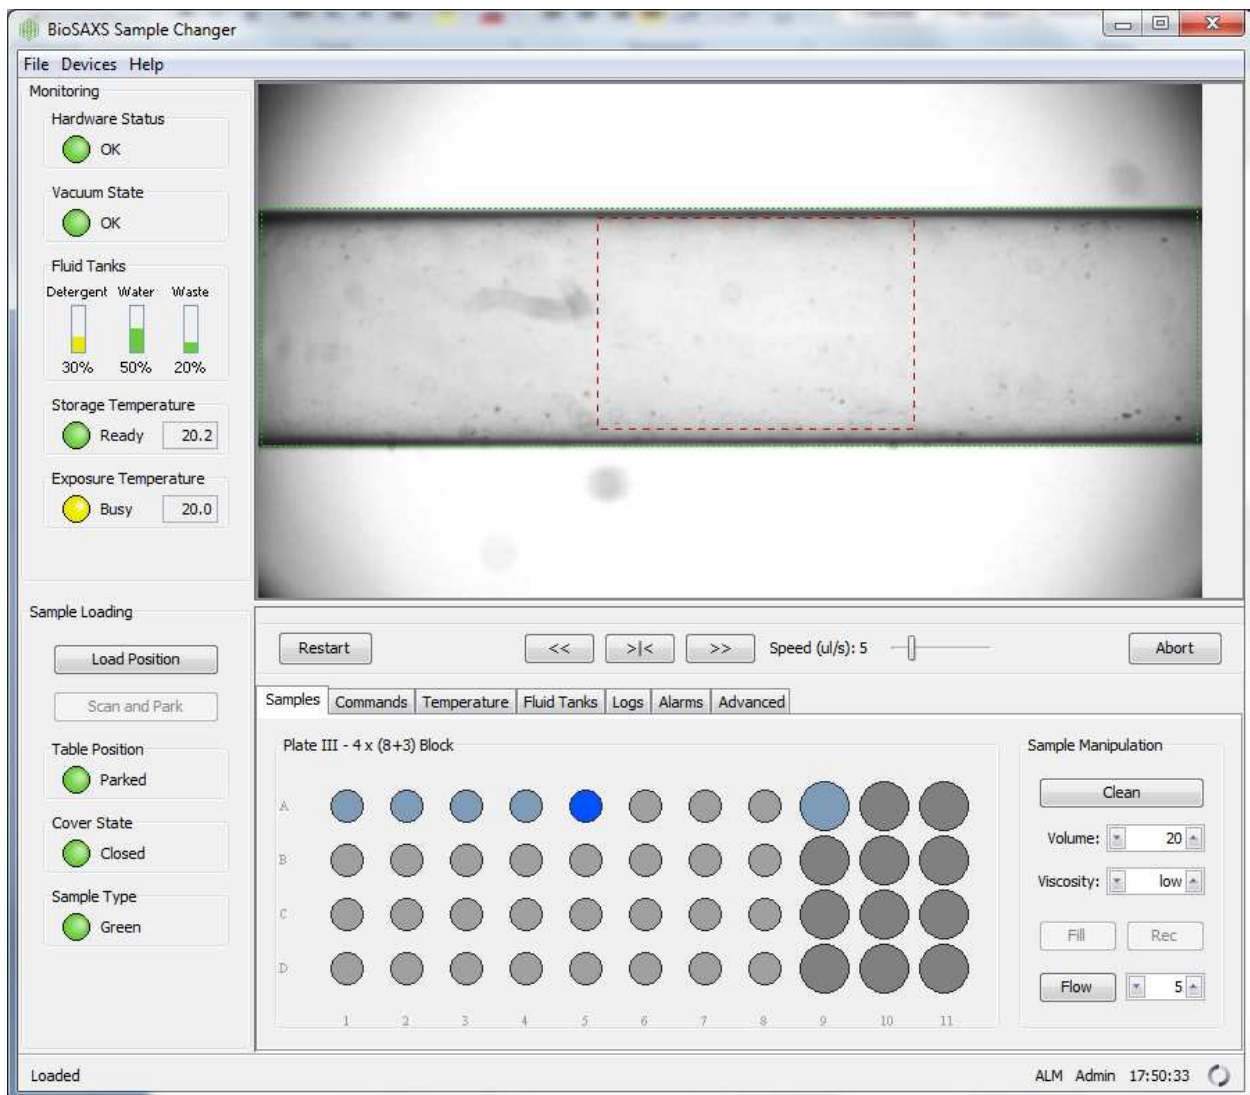 BioSAXS Sample Changer
File Devices Help
Monitoring
Hardware Status
OK
Vacuum State
OK
Fluid Tanks
Detergent Water Waste
30% 50% 20%
Storage Temperature
Ready 20.2
Exposure Temperature
Busy 20.0
Sample Loading
Load Position
Scan and Park
Table Position
Parked
Cover State
Closed
Sample Type
Green
Restart << >|< >> Speed (ul/s): 5 Abort
Samples Commands Temperature Fluid Tanks Logs Alarms Advanced
Plate III - 4 x (8+3) Block
A
B
C
D
1 2 3 4 5 6 7 8 9 10 11
Sample Manipulation
Clean
Volume: 20
Viscosity: low
Fill Rec
Flow 5
Loaded
ALM Admin 17:50:33